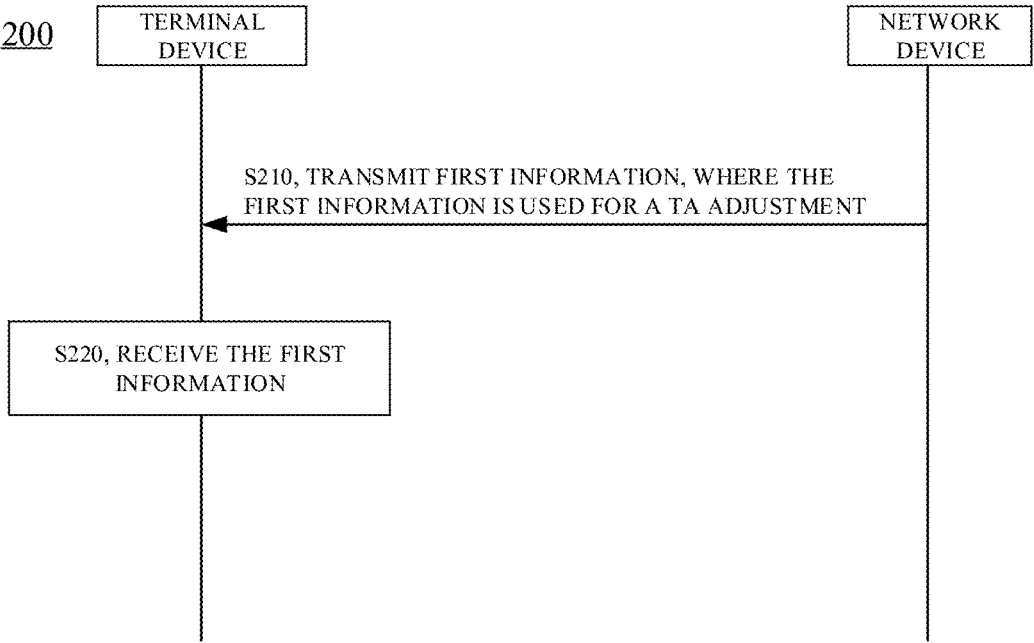 200
TERMINAL
DEVICE
NETWORK
DEVICE
S210, TRANSMIT FIRST INFORMATION, WHERE THE
FIRST INFORMATION IS USED FOR A TA ADJUSTMENT
S220, RECEIVE THE FIRST
INFORMATION